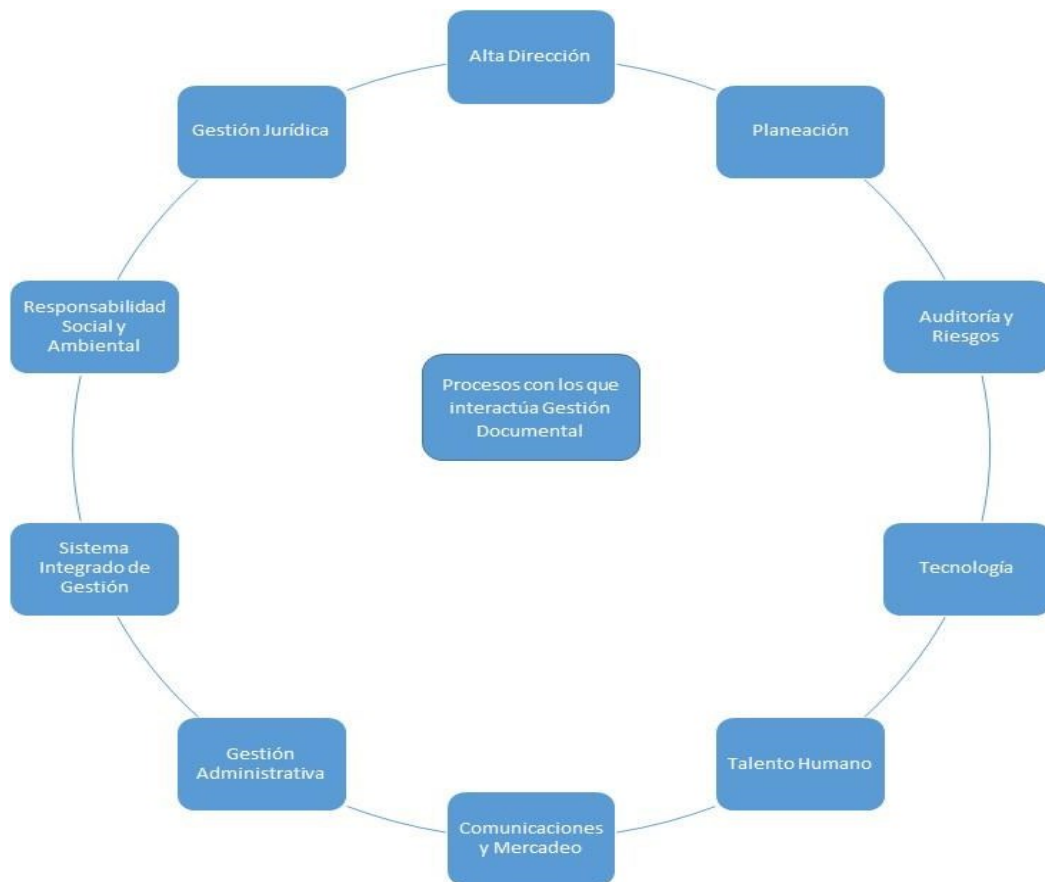 Alta Dirección
Planeación
Auditoría y
Riesgos
Tecnología
Talento Humano
Comunicaciones
y Mercadeo
Gestión
Administrativa
Sistema
Integrado de
Gestión
Responsabilidad
Social y
Ambiental
Gestión Jurídica
Procesos con los que
interactúa Gestión
Documental